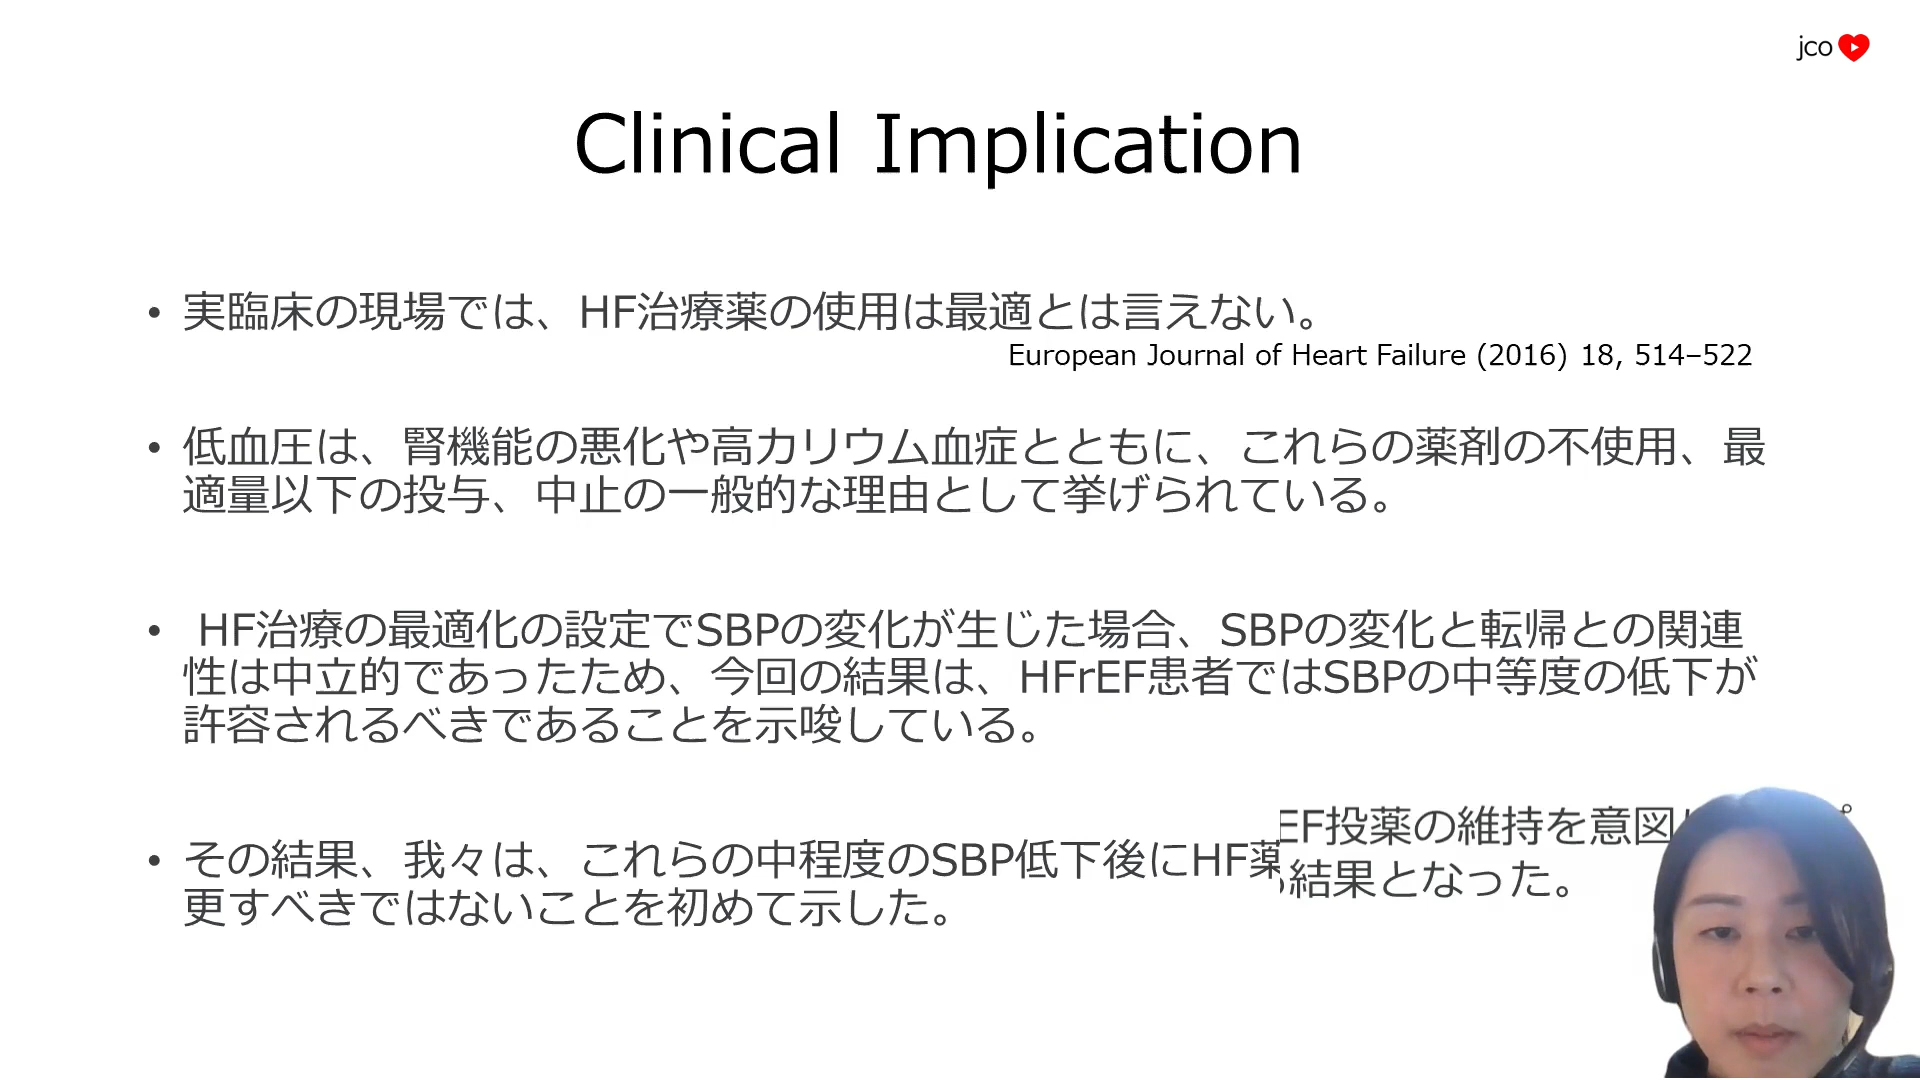 jco
Clinical Implication
• 実臨床の現場では、HF治療薬の使用は最適とは言えない。
European Journal of Heart Failure (2016) 18, 514–522
• 低血圧は、腎機能の悪化や高カリウム血症とともに、これらの薬剤の不使用、最
適量以下の投与、中止の一般的な理由として挙げられている。
• HF治療の最適化の設定でSBPの変化が生じた場合、SBPの変化と転帰との関連
性は中立的であったため、今回の結果は、HFrEF患者ではSBPの中等度の低下が
許容されるべきであることを示唆している。
• その結果、我々は、これらの中程度のSBP低下後にHF薬
更すべきではないことを初めて示した。
EF投薬の維持を意図
結果となった。